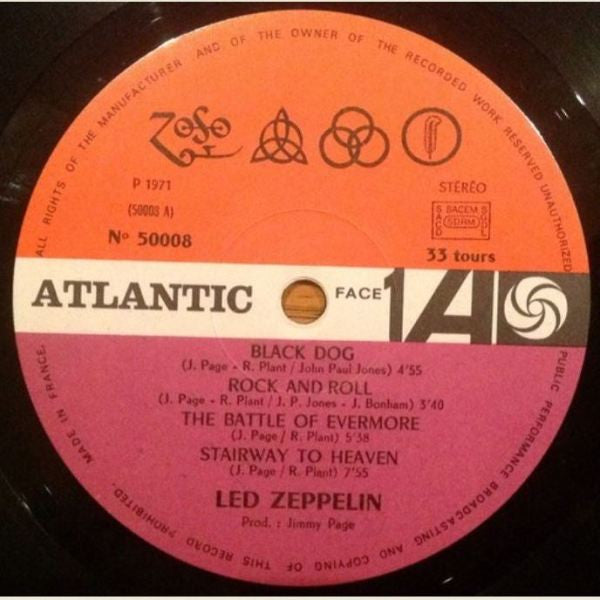 ALL RIGHTS OF THE MANUFACTURER AND OF THE OWNER OF THE RECORDED WORK RESERVED UNAUTHORIZED
PUBLIC PERFORMANCE BROADCASTING AND COPYING OF THIS RECORD PROHIBITED. MADE IN FRANCE.
ZoSo
P 1971
STÉRÉO
(50008 A)
SACEM
SACD
SDRM
SGDL
Nº 50008
33 tours
ATLANTIC
FACE 1
A
BLACK DOG
(J. Page - R. Plant / John Paul Jones) 4'55
ROCK AND ROLL
(J. Page - R. Plant / J. P. Jones - J. Bonham) 3'40
THE BATTLE OF EVERMORE
(J. Page / R. Plant) 5'38
STAIRWAY TO HEAVEN
(J. Page / R. Plant) 7'55
LED ZEPPELIN
Prod. : Jimmy Page